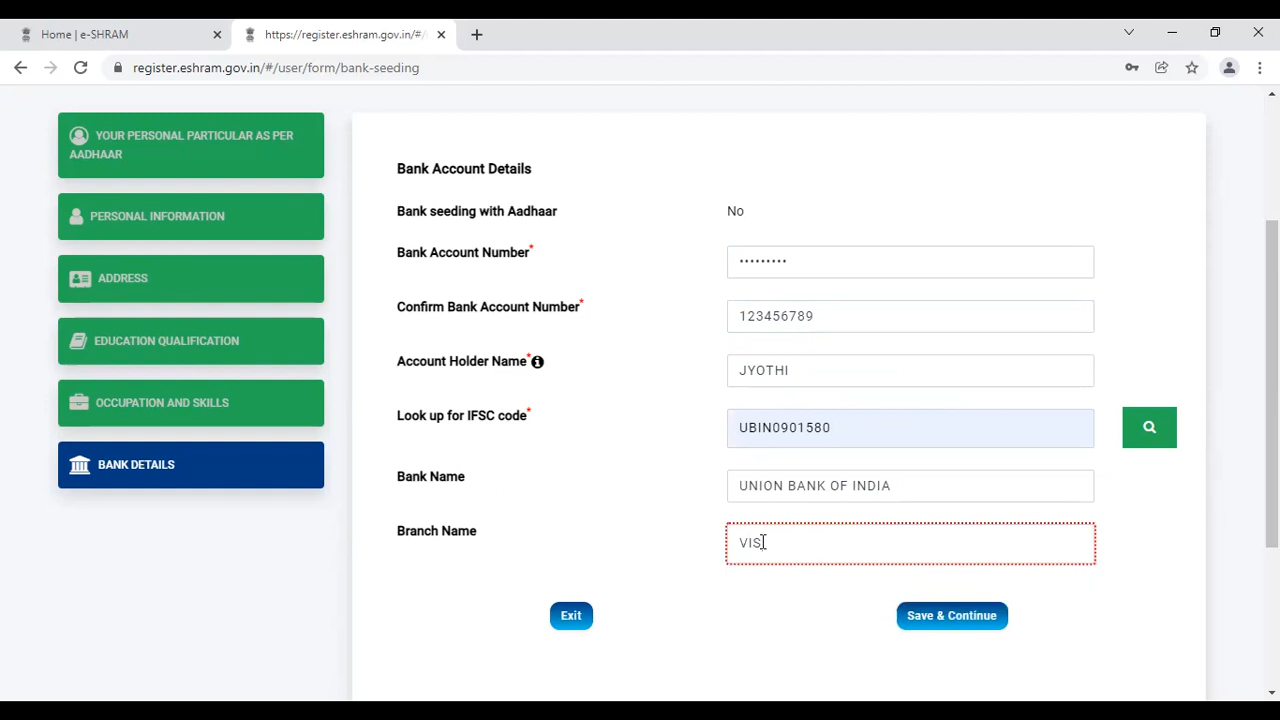 Home | e-SHRAM
https://register.eshram.gov.in/#/
register.eshram.gov.in/#/user/form/bank-seeding
YOUR PERSONAL PARTICULAR AS PER
AADHAAR
PERSONAL INFORMATION
ADDRESS
EDUCATION QUALIFICATION
OCCUPATION AND SKILLS
BANK DETAILS
Bank Account Details
Bank seeding with Aadhaar No
Bank Account Number* •••••••••
Confirm Bank Account Number* 123456789
Account Holder Name* JYOTHI
Look up for IFSC code* UBIN0901580
Bank Name UNION BANK OF INDIA
Branch Name VIS
Exit Save & Continue